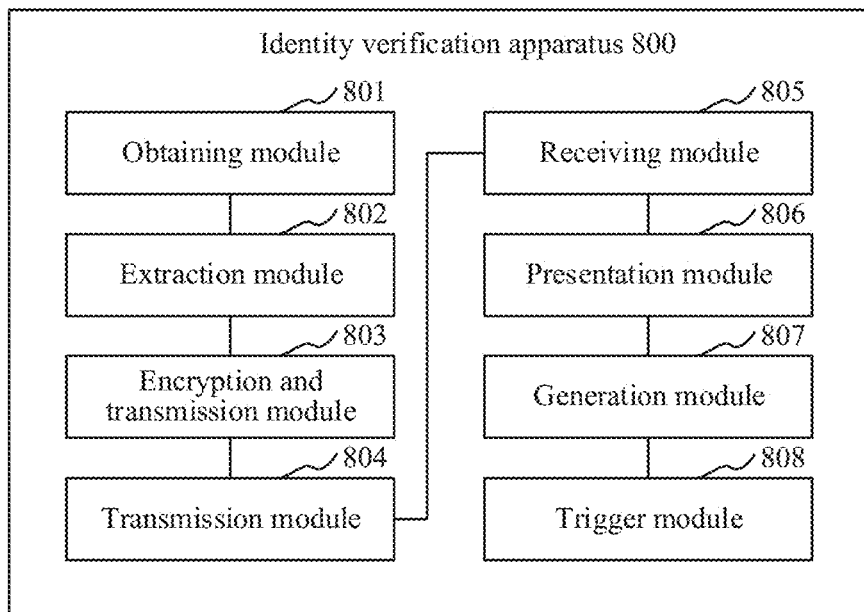 Identity verification apparatus 800
801
Obtaining module
802
Extraction module
803
Encryption and
transmission module
804
Transmission module
805
Receiving module
806
Presentation module
807
Generation module
808
Trigger module